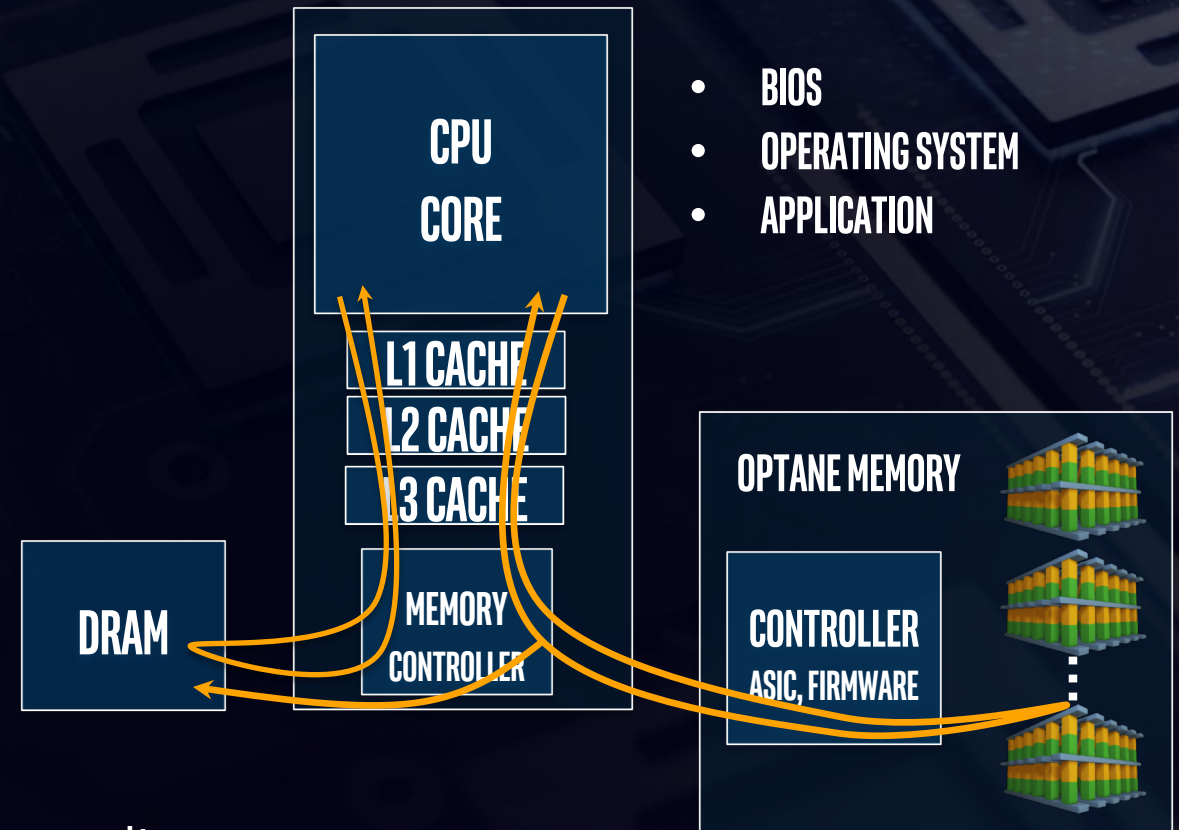 CPU
CORE
• BIOS
• OPERATING SYSTEM
• APPLICATION
L1 CACHE
L2 CACHE
L3 CACHE
OPTANE MEMORY
DRAM
MEMORY
CONTROLLER
CONTROLLER
ASIC, FIRMWARE